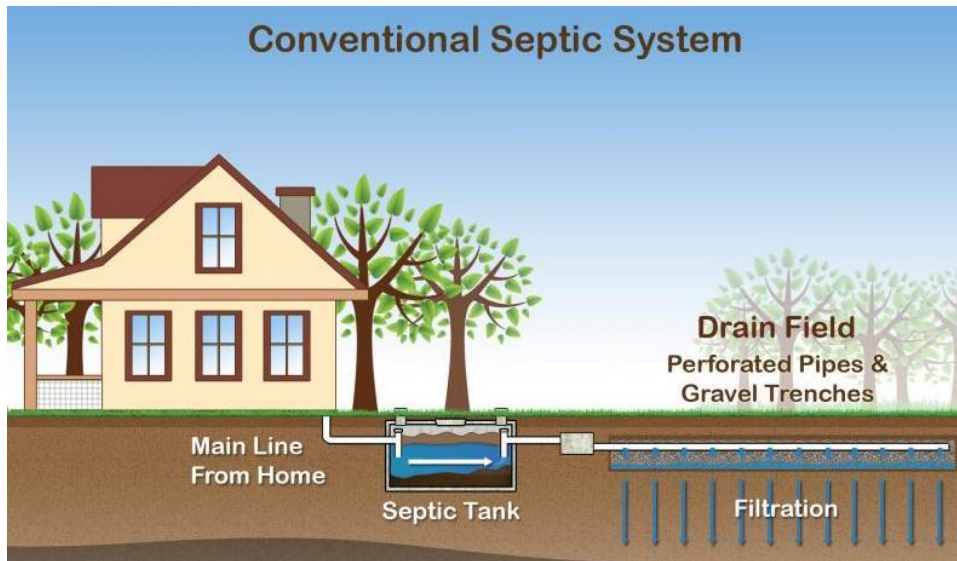 Conventional Septic System
Drain Field
Perforated Pipes &
Gravel Trenches
Main Line
From Home
Septic Tank
Filtration